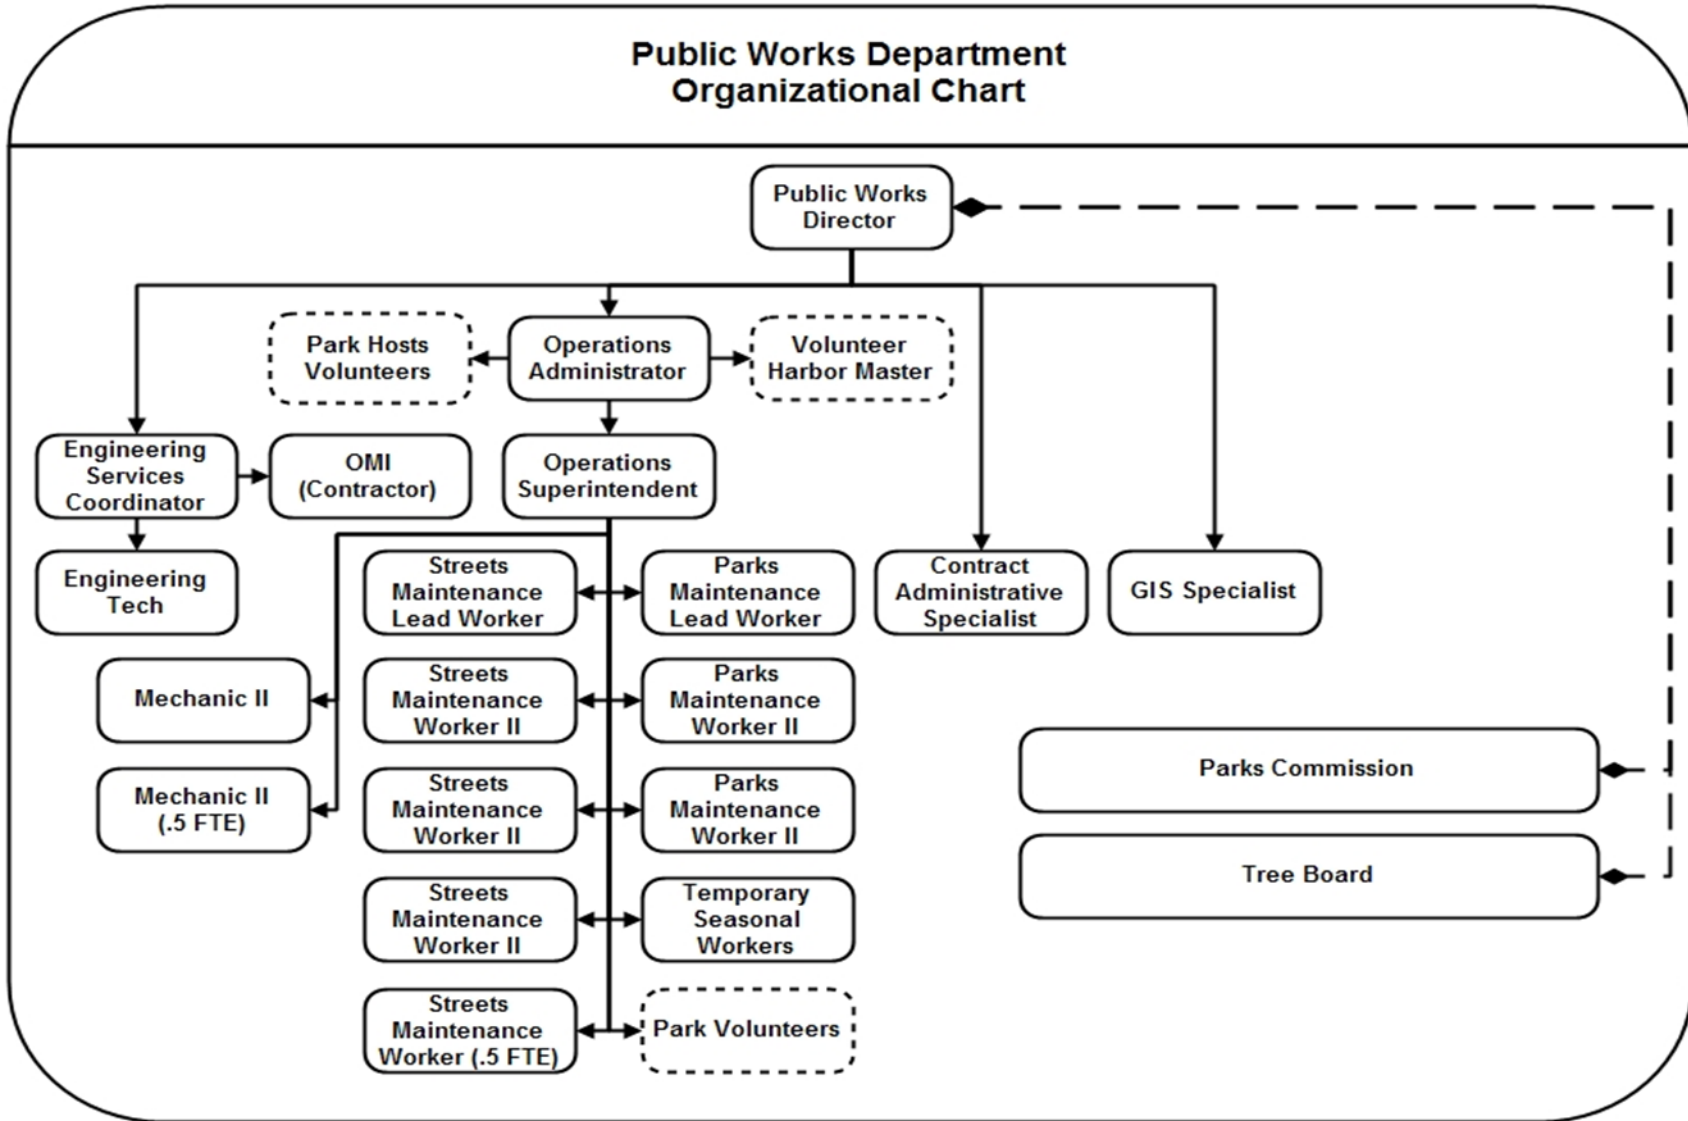 Public Works Department
Organizational Chart
Public Works
Director
Park Hosts
Volunteers
Operations
Administrator
Volunteer
Harbor Master
Engineering
Services
Coordinator
OMI
(Contractor)
Operations
Superintendent
Engineering
Tech
Streets
Maintenance
Lead Worker
Parks
Maintenance
Lead Worker
Contract
Administrative
Specialist
GIS Specialist
Mechanic II
Streets
Maintenance
Worker II
Parks
Maintenance
Worker II
Mechanic II
(.5 FTE)
Streets
Maintenance
Worker II
Parks
Maintenance
Worker II
Parks Commission
Tree Board
Streets
Maintenance
Worker II
Temporary
Seasonal
Workers
Streets
Maintenance
Worker (.5 FTE)
Park Volunteers